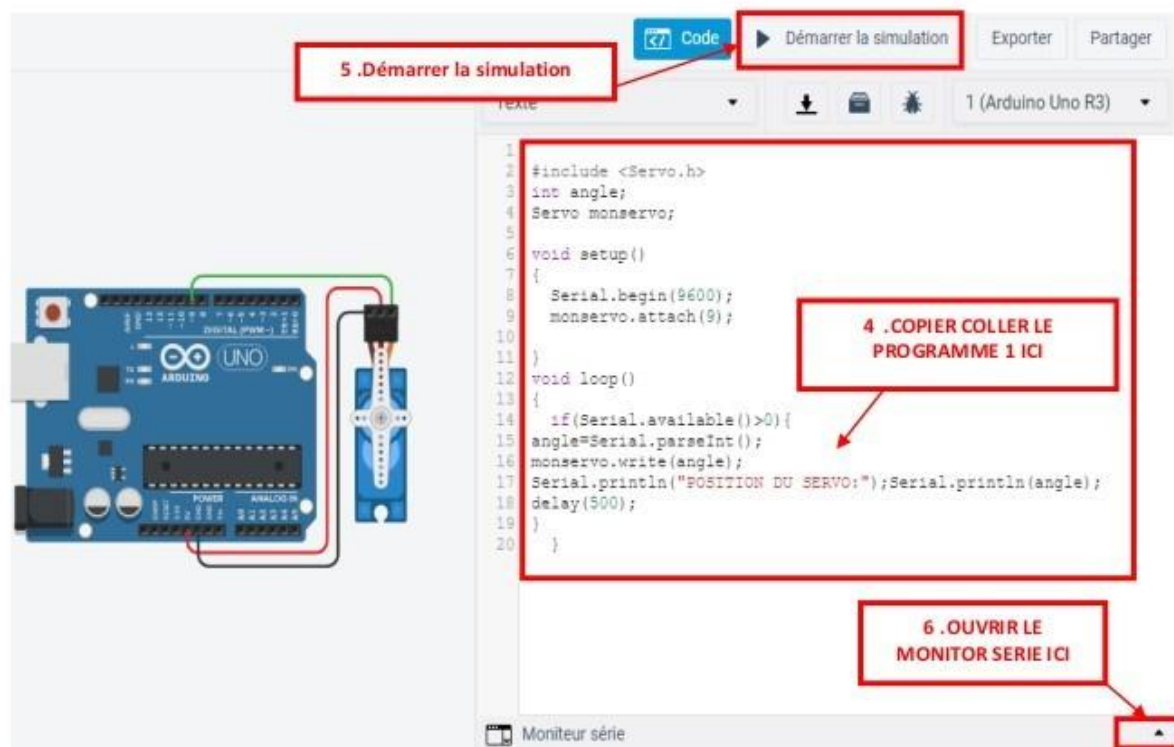 Code
Démarrer la simulation
Exporter
Partager
5 .Démarrer la simulation
Texte
1 (Arduino Uno R3)
1
2 #include <Servo.h>
3 int angle;
4 Servo monservo;
5
6 void setup()
7 {
8 Serial.begin(9600);
9 monservo.attach(9);
10
11 }
12 void loop()
13 {
14 if(Serial.available()>0){
15 angle=Serial.parseInt();
16 monservo.write(angle);
17 Serial.println("POSITION DU SERVO:");Serial.println(angle);
18 delay(500);
19 }
20 }
4 .COPIER COLLER LE
PROGRAMME 1 ICI
DIGITAL (PWM~)
UNO
ARDUINO
POWER
ANALOG IN
6 .OUVRIR LE
MONITOR SERIE ICI
Moniteur série